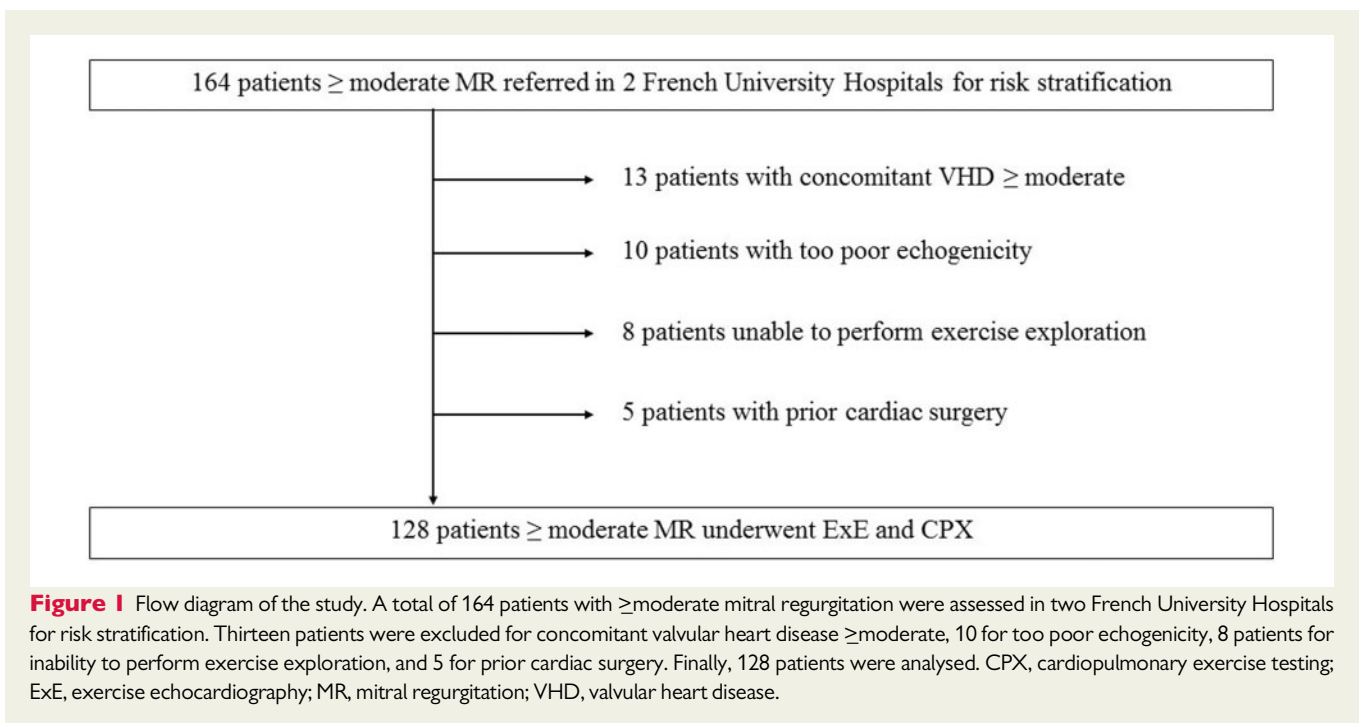 164 patients ≥ moderate MR referred in 2 French University Hospitals for risk stratification
13 patients with concomitant VHD ≥ moderate
10 patients with too poor echogenicity
8 patients unable to perform exercise exploration
5 patients with prior cardiac surgery
128 patients ≥ moderate MR underwent ExE and CPX
Figure 1 Flow diagram of the study. A total of 164 patients with ≥moderate mitral regurgitation were assessed in two French University Hospitals
for risk stratification. Thirteen patients were excluded for concomitant valvular heart disease ≥moderate, 10 for too poor echogenicity, 8 patients for
inability to perform exercise exploration, and 5 for prior cardiac surgery. Finally, 128 patients were analysed. CPX, cardiopulmonary exercise testing;
ExE, exercise echocardiography; MR, mitral regurgitation; VHD, valvular heart disease.